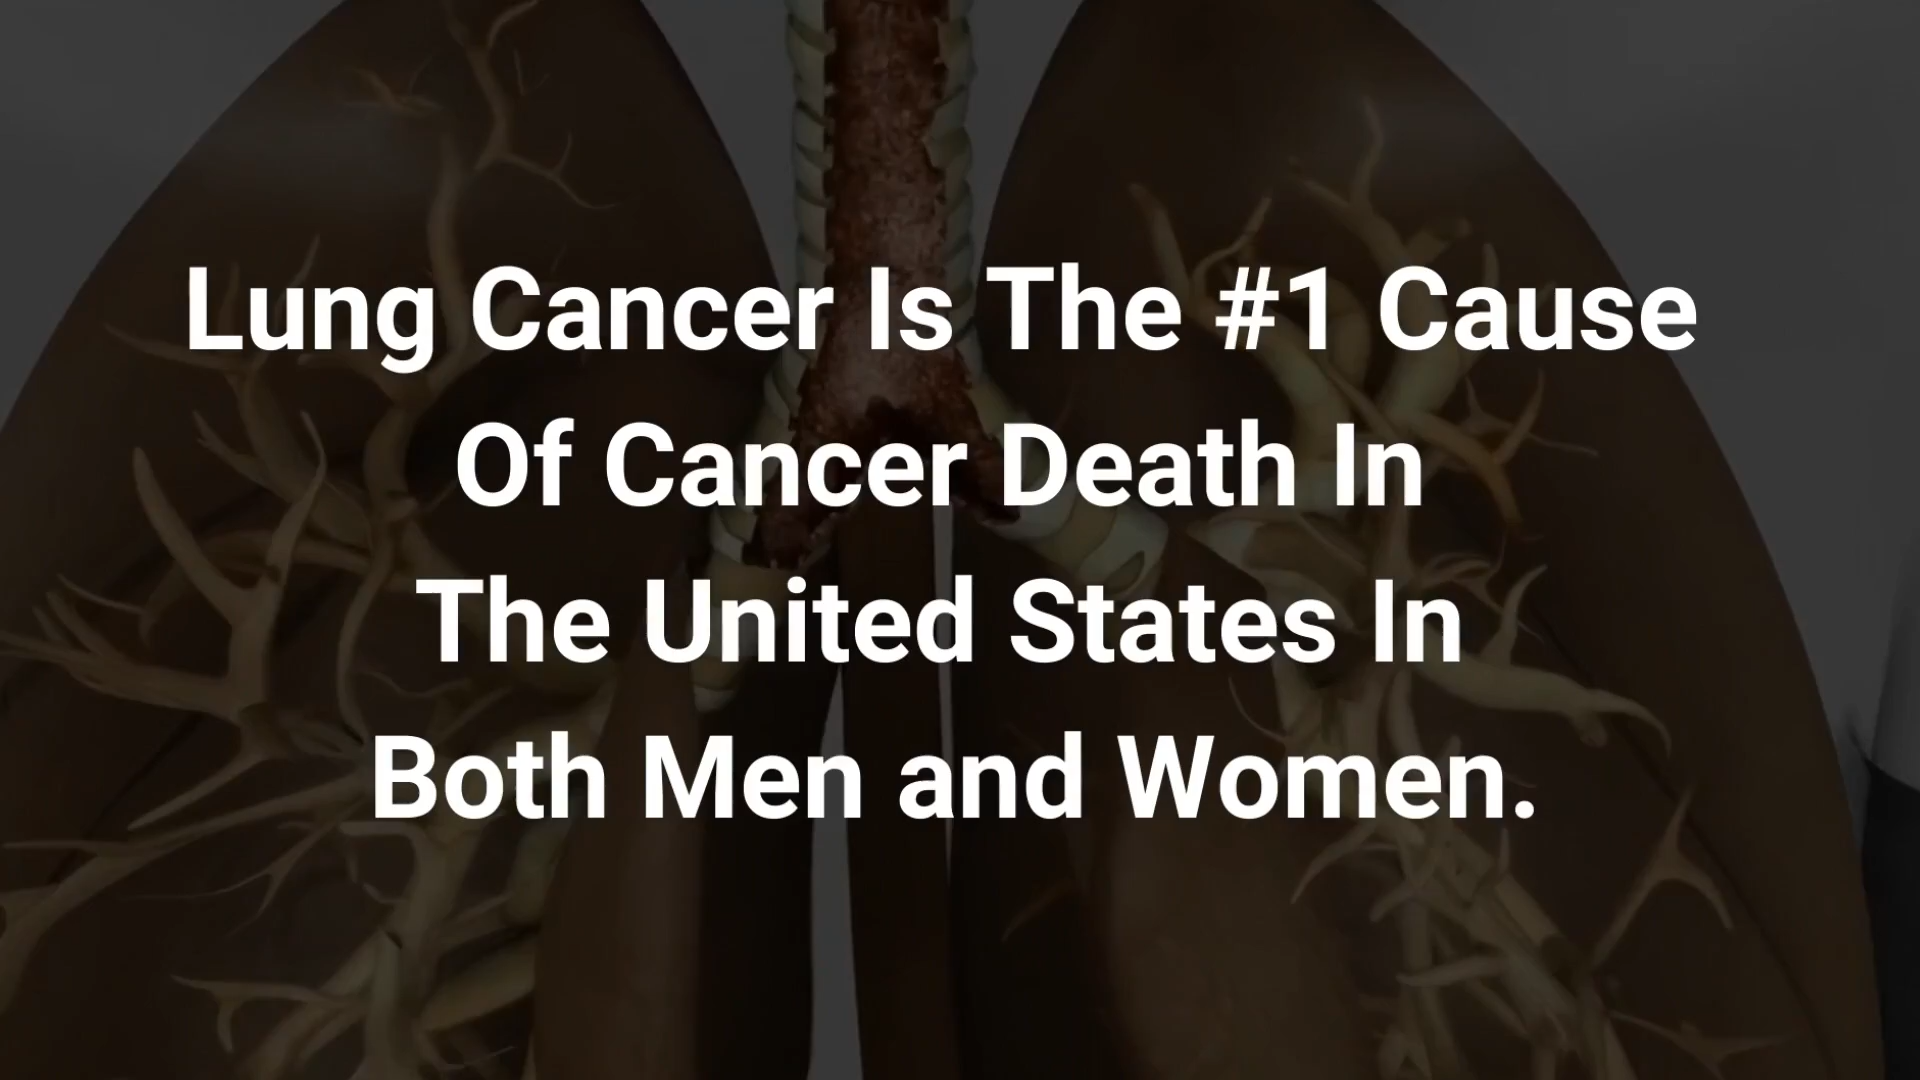 Lung Cancer Is The #1 Cause
Of Cancer Death In
The United States In
Both Men and Women.